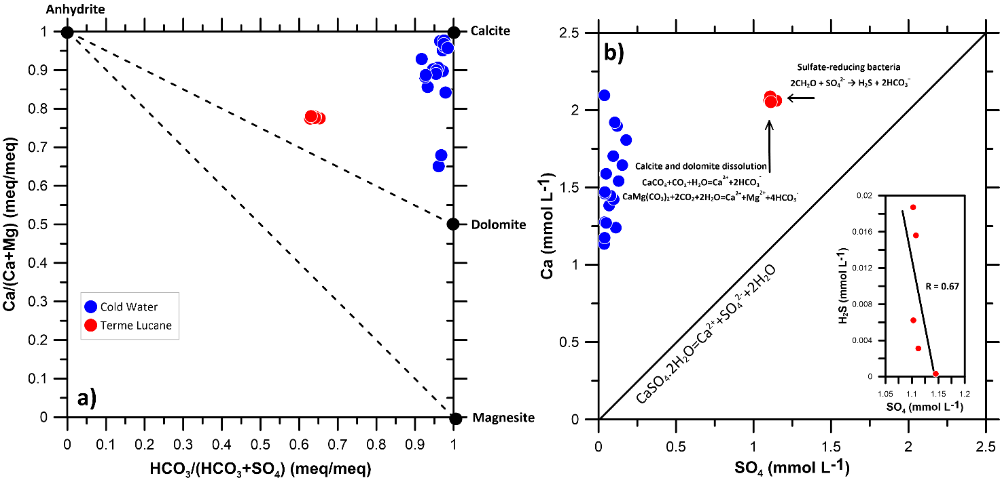 Anhydrite
Calcite
Dolomite
Magnesite
1
0.9
0.8
0.7
0.6
0.5
0.4
0.3
0.2
0.1
0
Ca/(Ca+Mg) (meq/meq)
Cold Water
Terme Lucane
a)
0 0.1 0.2 0.3 0.4 0.5 0.6 0.7 0.8 0.9 1
HCO₃/(HCO₃+SO₄) (meq/meq)
b)
2.5
2
1.5
1
0.5
0
Ca (mmol L⁻¹)
Sulfate-reducing bacteria
2CH₂O + SO₄²⁻ → H₂S + 2HCO₃⁻
Calcite and dolomite dissolution
CaCO₃+CO₂+H₂O=Ca²⁺+2HCO₃⁻
CaMg(CO₃)₂+2CO₂+2H₂O=Ca²⁺+Mg²⁺+4HCO₃⁻
CaSO₄.2H₂O=Ca²⁺+SO₄²⁻+2H₂O
0.02
0.016
0.012
0.008
0.004
0
H₂S (mmol L⁻¹)
R = 0.67
1.05 1.1 1.15 1.2
SO₄ (mmol L⁻¹)
0 0.5 1 1.5 2 2.5
SO₄ (mmol L⁻¹)